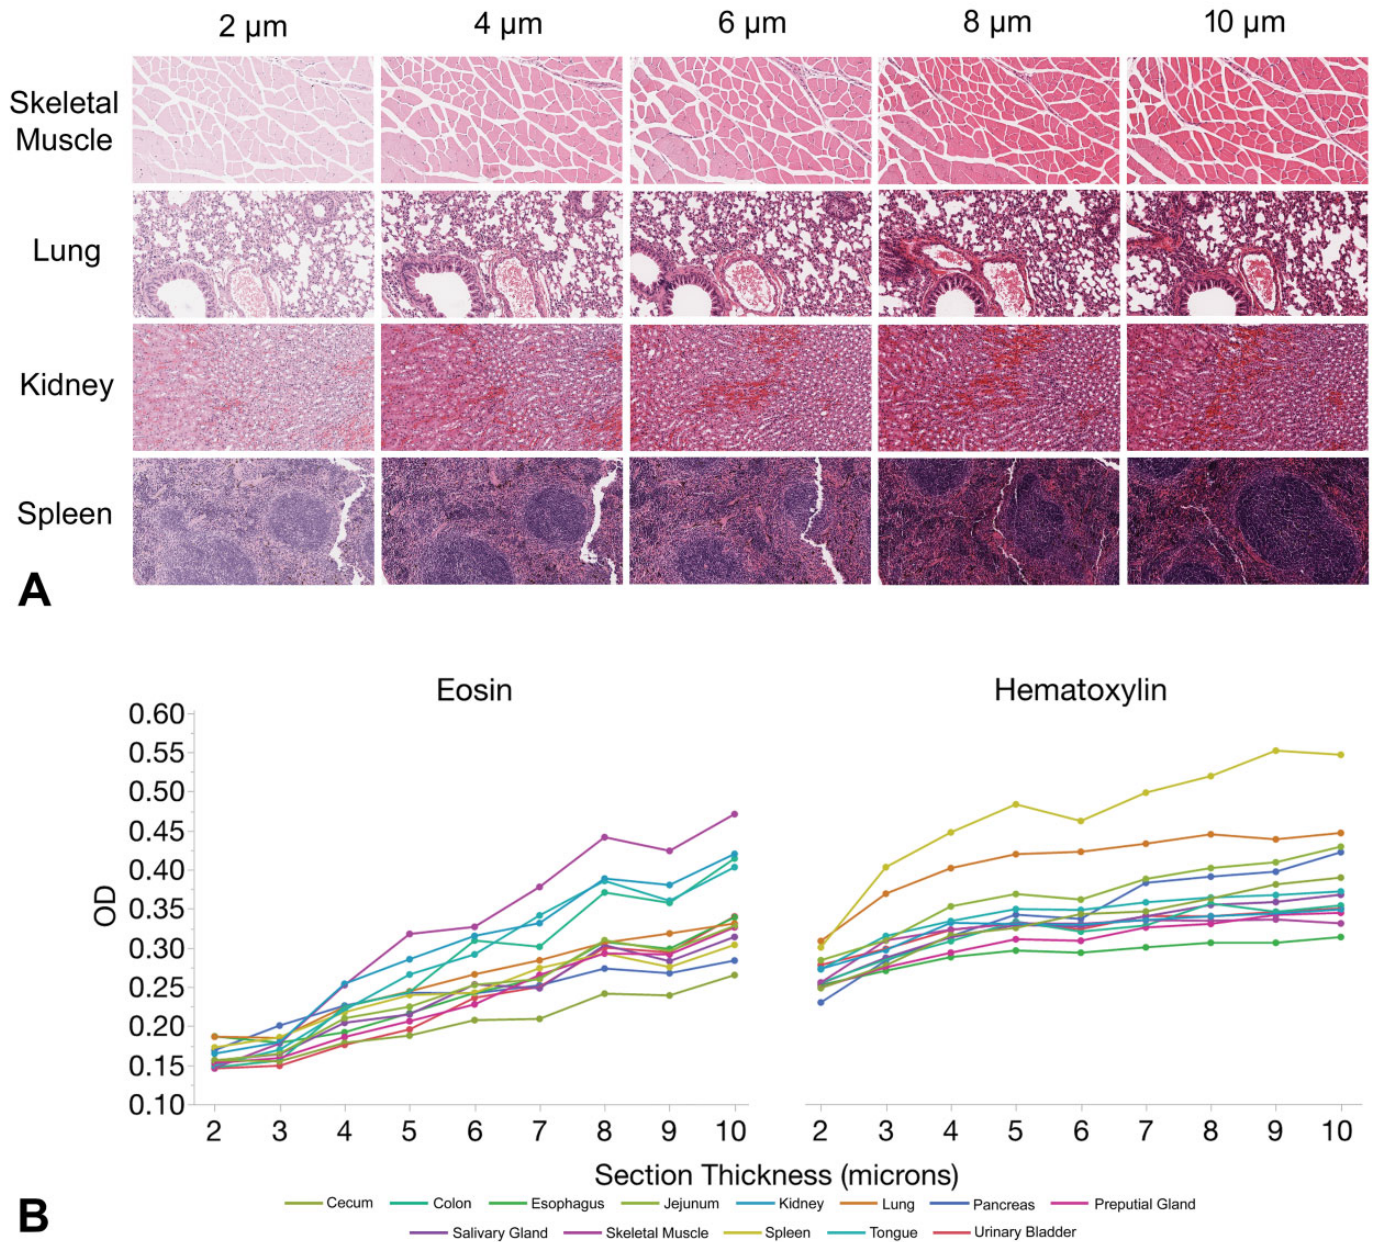 2 µm 4 µm 6 µm 8 µm 10 µm
Skeletal
Muscle
Lung
Kidney
Spleen
A
Eosin Hematoxylin
0.60
0.55
0.50
0.45
0.40
0.35
0.30
0.25
0.20
0.15
0.10
OD
2 3 4 5 6 7 8 9 10 2 3 4 5 6 7 8 9 10
Section Thickness (microns)
Cecum Colon Esophagus Jejunum Kidney Lung Pancreas Preputial Gland
Salivary Gland Skeletal Muscle Spleen Tongue Urinary Bladder
B